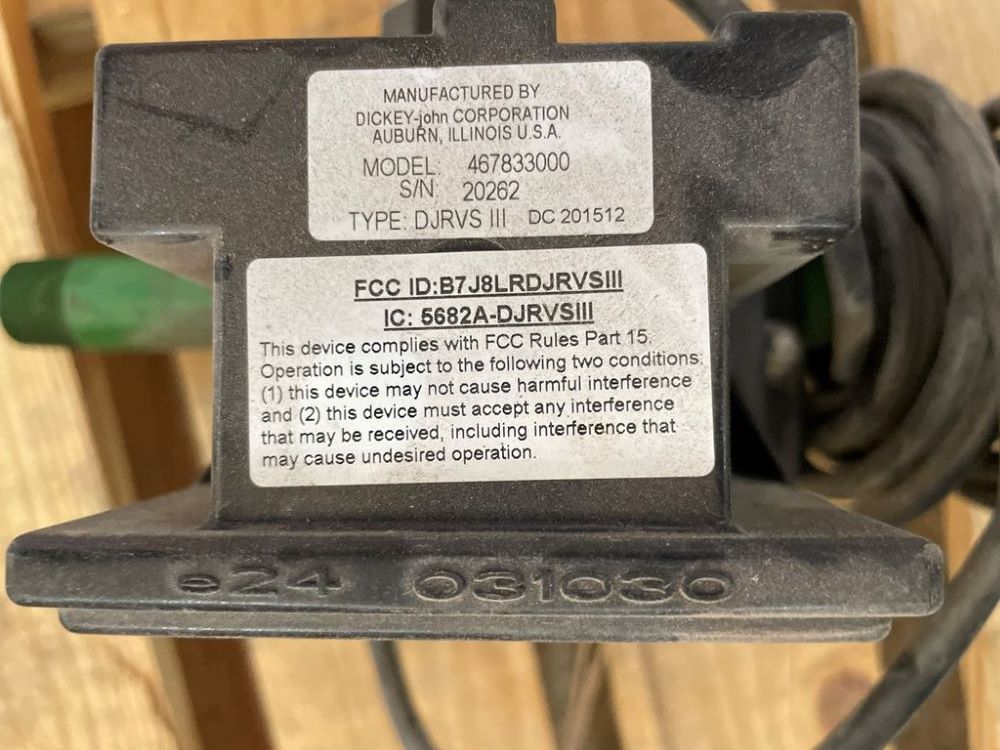 MANUFACTURED BY
DICKEY-john CORPORATION
AUBURN, ILLINOIS U.S.A.
MODEL: 467833000
S/N: 20262
TYPE: DJRVS III DC 201512
FCC ID:B7J8LRDJRVSIII
IC: 5682A-DJRVSIII
This device complies with FCC Rules Part 15.
Operation is subject to the following two conditions:
(1) this device may not cause harmful interference
and (2) this device must accept any interference
that may be received, including interference that
may cause undesired operation.
e24 031030